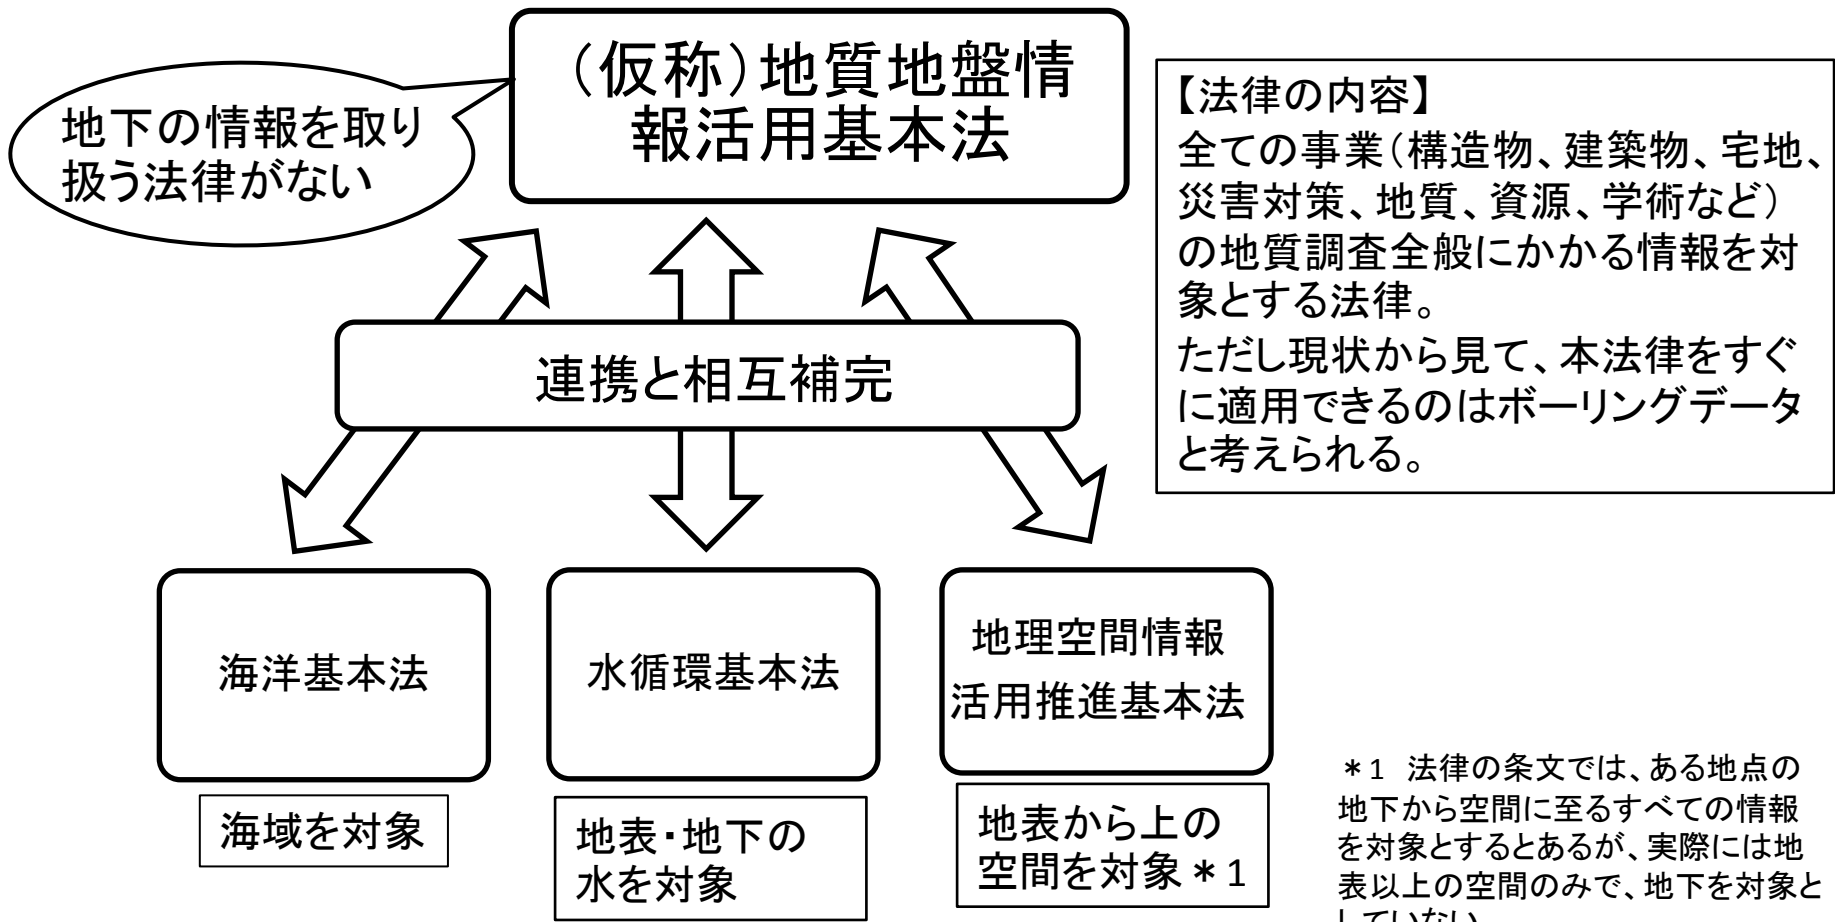 （仮称）地質地盤情
報活用基本法
地下の情報を取り
扱う法律がない
【法律の内容】
全ての事業（構造物、建築物、宅地、
災害対策、地質、資源、学術など）
の地質調査全般にかかる情報を対
象とする法律。
ただし現状から見て、本法律をすぐ
に適用できるのはボーリングデータ
と考えられる。
連携と相互補完
海洋基本法
水循環基本法
地理空間情報
活用推進基本法
海域を対象
地表・地下の
水を対象
地表から上の
空間を対象＊1
＊1 法律の条文では、ある地点の
地下から空間に至るすべての情報
を対象とするとあるが、実際には地
表以上の空間のみで、地下を対象と
していない